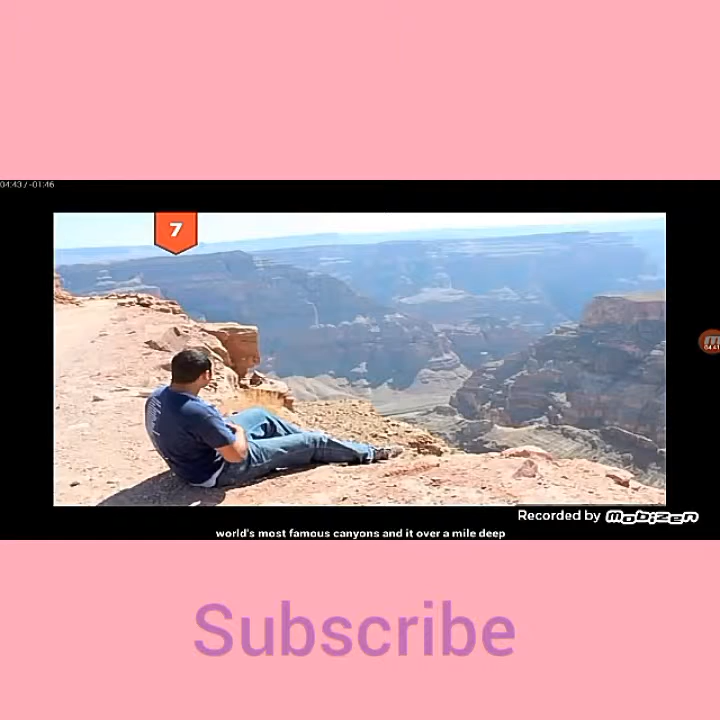 04:43 / -01:46
7
Recorded by mobizen
world's most famous canyons and it over a mile deep
Subscribe